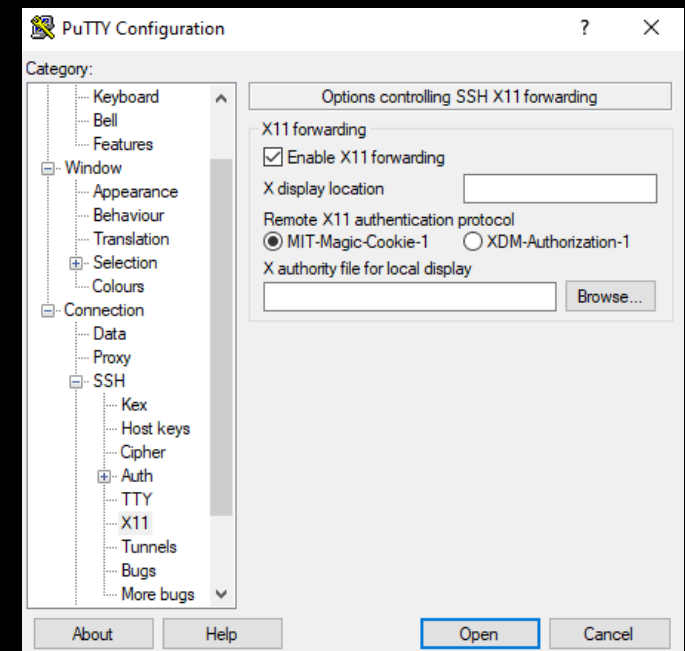 PuTTY Configuration
?
Category:
Keyboard
Bell
Features
Window
Appearance
Behaviour
Translation
Selection
Colours
Connection
Data
Proxy
SSH
Kex
Host keys
Cipher
Auth
TTY
X11
Tunnels
Bugs
More bugs
Options controlling SSH X11 forwarding
X11 forwarding
Enable X11 forwarding
X display location
Remote X11 authentication protocol
MIT-Magic-Cookie-1 XDM-Authorization-1
X authority file for local display
Browse...
About Help Open Cancel